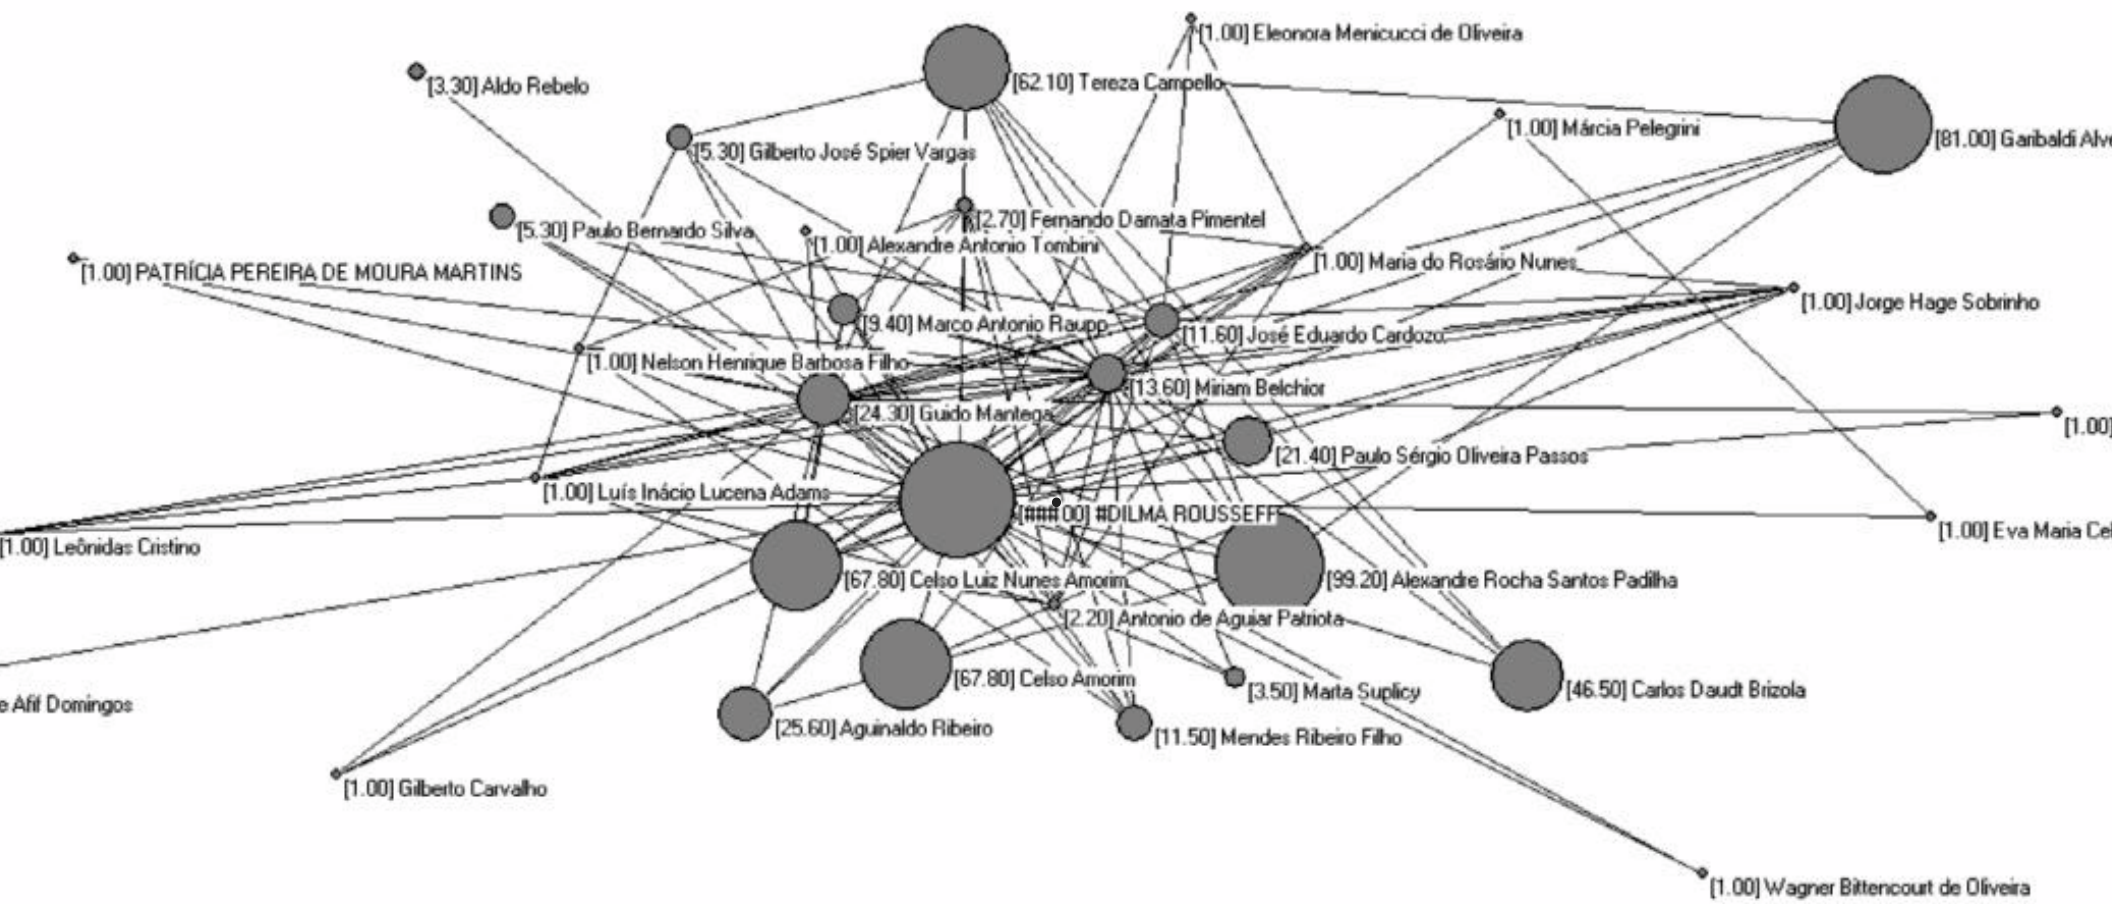 [1.00] Eleonora Menicucci de Oliveira
[3.30] Aldo Rebelo
[62.10] Tereza Campello
[1.00] Márcia Pelegrini
[81.00] Garibaldi Alve
[5.30] Gilberto José Spier Vargas
[2.70] Fernando Damata Pimentel
[5.30] Paulo Bernardo Silva
[1.00] Alexandre Antonio Tombini
[1.00] Maria do Rosário Nunes
[1.00] PATRÍCIA PEREIRA DE MOURA MARTINS
[1.00] Jorge Hage Sobrinho
[9.40] Marco Antonio Raupp
[11.60] José Eduardo Cardozo
[1.00] Nelson Henrique Barbosa Filho
[13.60] Miriam Belchior
[24.30] Guido Mantega
[1.00]
[21.40] Paulo Sérgio Oliveira Passos
[1.00] Luís Inácio Lucena Adams
[###.00] #DILMA ROUSSEFF
[1.00] Eva Maria Cel
[1.00] Leônidas Cristino
[67.80] Celso Luiz Nunes Amorim
[99.20] Alexandre Rocha Santos Padilha
[2.20] Antonio de Aguiar Patriota
[67.80] Celso Amorim
[3.50] Marta Suplicy
[46.50] Carlos Daudt Brizola
e Afif Domingos
[25.60] Aguinaldo Ribeiro
[11.50] Mendes Ribeiro Filho
[1.00] Gilberto Carvalho
[1.00] Wagner Bittencourt de Oliveira